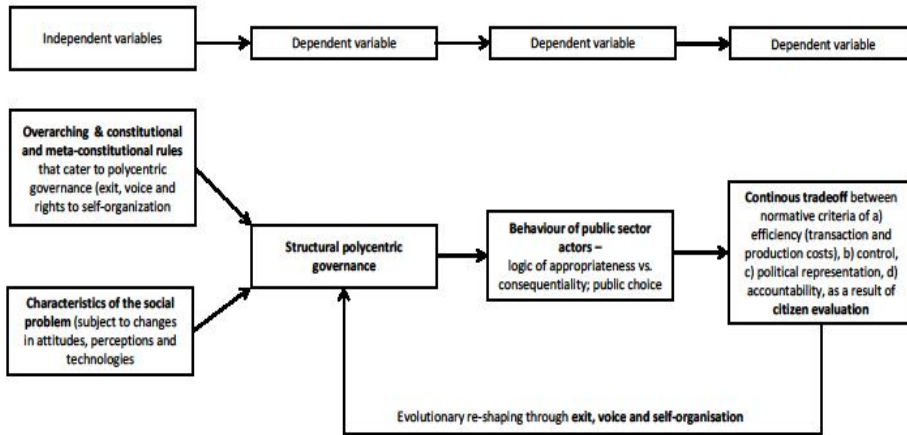 Independent variables
Dependent variable
Dependent variable
Dependent variable
Overarching & constitutional
and meta-constitutional rules
that cater to polycentric
governance (exit, voice and
rights to self-organization
Characteristics of the social
problem (subject to changes
in attitudes, perceptions and
technologies
Structural polycentric
governance
Behaviour of public sector
actors –
logic of appropriateness vs.
consequentiality; public choice
Continous tradeoff between
normative criteria of a)
efficiency (transaction and
production costs), b) control,
c) political representation, d)
accountability, as a result of
citizen evaluation
Evolutionary re-shaping through exit, voice and self-organisation